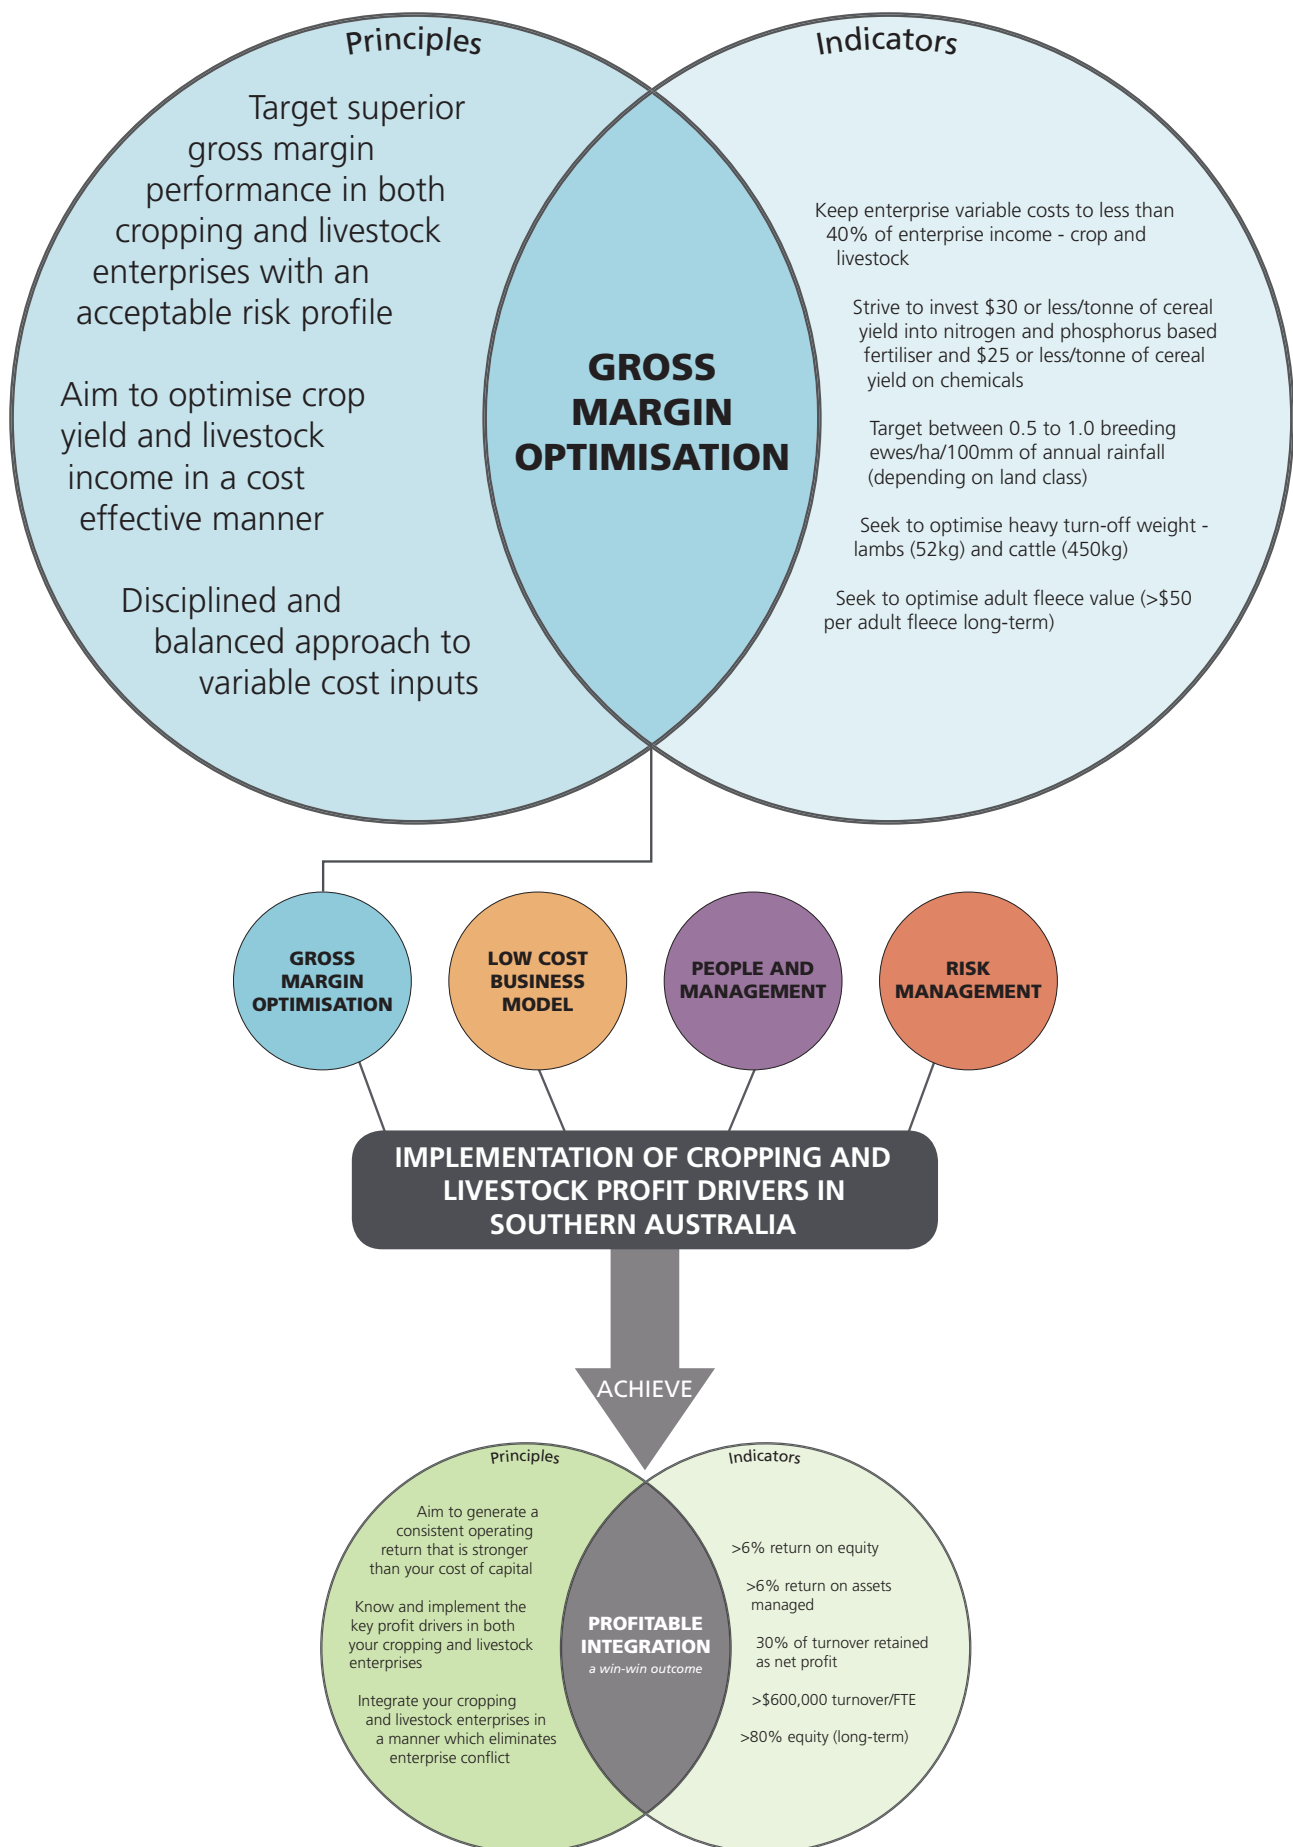 Principles
Target superior
gross margin
performance in both
cropping and livestock
enterprises with an
acceptable risk profile
Aim to optimise crop
yield and livestock
income in a cost
effective manner
Disciplined and
balanced approach to
variable cost inputs
GROSS
MARGIN
OPTIMISATION
Indicators
Keep enterprise variable costs to less than
40% of enterprise income - crop and
livestock
Strive to invest $30 or less/tonne of cereal
yield into nitrogen and phosphorus based
fertiliser and $25 or less/tonne of cereal
yield on chemicals
Target between 0.5 to 1.0 breeding
ewes/ha/100mm of annual rainfall
(depending on land class)
Seek to optimise heavy turn-off weight -
lambs (52kg) and cattle (450kg)
Seek to optimise adult fleece value (>$50
per adult fleece long-term)
GROSS
MARGIN
OPTIMISATION
LOW COST
BUSINESS
MODEL
PEOPLE AND
MANAGEMENT
RISK
MANAGEMENT
IMPLEMENTATION OF CROPPING AND
LIVESTOCK PROFIT DRIVERS IN
SOUTHERN AUSTRALIA
ACHIEVE
Principles
Aim to generate a
consistent operating
return that is stronger
than your cost of capital
Know and implement the
key profit drivers in both
your cropping and livestock
enterprises
Integrate your cropping
and livestock enterprises in
a manner which eliminates
enterprise conflict
PROFITABLE
INTEGRATION
a win-win outcome
Indicators
>6% return on equity
>6% return on assets
managed
30% of turnover retained
as net profit
>$600,000 turnover/FTE
>80% equity (long-term)